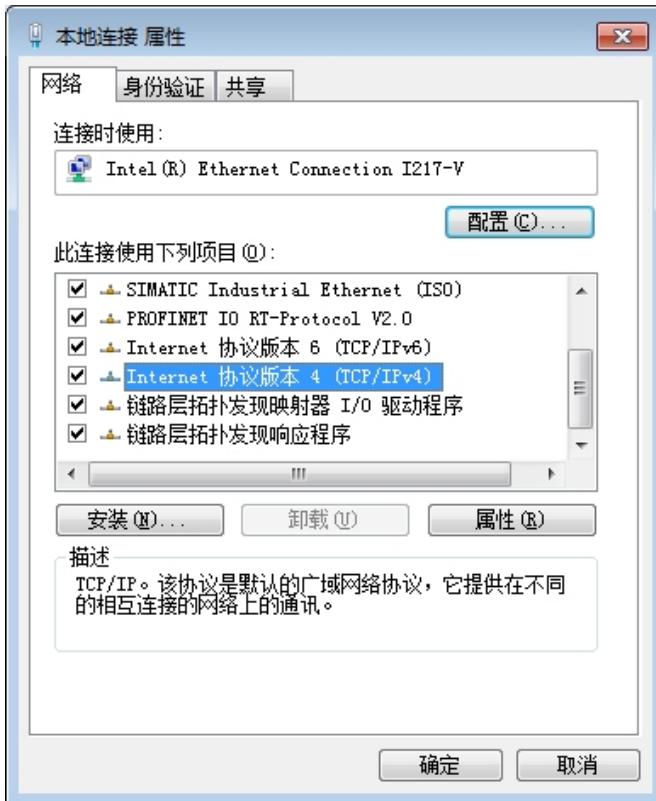 本地连接 属性
网络 身份验证 共享
连接时使用:
Intel(R) Ethernet Connection I217-V
配置(C)...
此连接使用下列项目(O):
SIMATIC Industrial Ethernet (ISO)
PROFINET IO RT-Protocol V2.0
Internet 协议版本 6 (TCP/IPv6)
Internet 协议版本 4 (TCP/IPv4)
链路层拓扑发现映射器 I/O 驱动程序
链路层拓扑发现响应程序
安装(N)... 卸载(U) 属性(R)
描述
TCP/IP。该协议是默认的广域网络协议，它提供在不同
的相互连接的网络上的通讯。
确定 取消